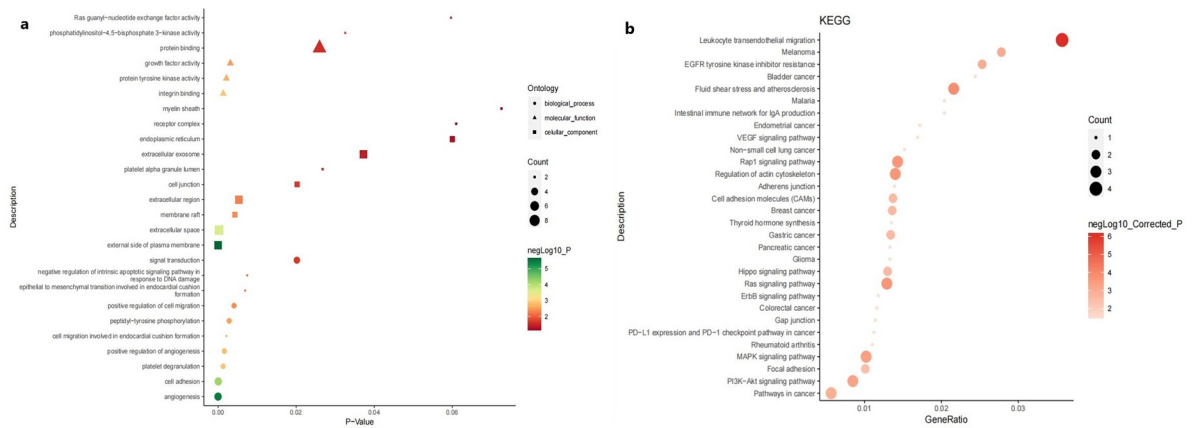 a
Ras guanyl-nucleotide exchange factor activity
phosphatidylinositol-4,5-bisphosphate 3-kinase activity
protein binding
growth factor activity
protein tyrosine kinase activity
integrin binding
myelin sheath
receptor complex
endoplasmic reticulum
extracellular exosome
platelet alpha granule lumen
cell junction
extracellular region
membrane raft
extracellular space
external side of plasma membrane
signal transduction
negative regulation of intrinsic apoptotic signaling pathway in
response to DNA damage
epithelial to mesenchymal transition involved in endocardial cushion
formation
positive regulation of cell migration
peptidyl-tyrosine phosphorylation
cell migration involved in endocardial cushion formation
positive regulation of angiogenesis
platelet degranulation
cell adhesion
angiogenesis
Description
0.00 0.02 0.04 0.06
P-Value
Ontology
biological_process
molecular_function
celluler_component
Count
2
4
6
8
negLog10_P
5
4
3
2
b
KEGG
Leukocyte transendothelial migration
Melanoma
EGFR tyrosine kinase inhibitor resistance
Bladder cancer
Fluid shear stress and atherosclerosis
Malaria
Intestinal immune network for IgA production
Endometrial cancer
VEGF signaling pathway
Non-small cell lung cancer
Rap1 signaling pathway
Regulation of actin cytoskeleton
Adherens junction
Cell adhesion molecules (CAMs)
Breast cancer
Thyroid hormone synthesis
Gastric cancer
Pancreatic cancer
Glioma
Hippo signaling pathway
Ras signaling pathway
ErbB signaling pathway
Colorectal cancer
Gap junction
PD-L1 expression and PD-1 checkpoint pathway in cancer
Rheumatoid arthritis
MAPK signaling pathway
Focal adhesion
PI3K-Akt signaling pathway
Pathways in cancer
Description
0.01 0.02 0.03
GeneRatio
Count
1
2
3
4
negLog10_Corrected_P
6
5
4
3
2